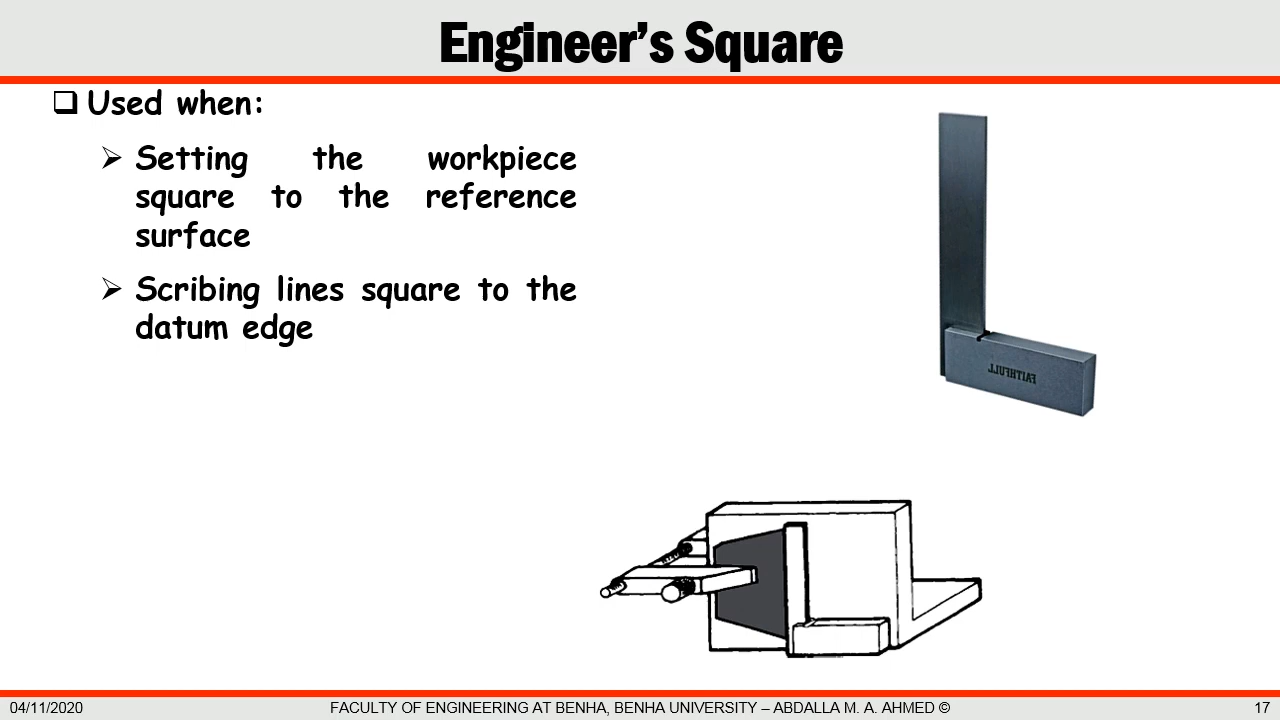 Engineer's Square
Used when:
Setting the workpiece
square to the reference
surface
Scribing lines square to the
datum edge
FAITHFULL
04/11/2020
FACULTY OF ENGINEERING AT BENHA, BENHA UNIVERSITY – ABDALLA M. A. AHMED ©
17